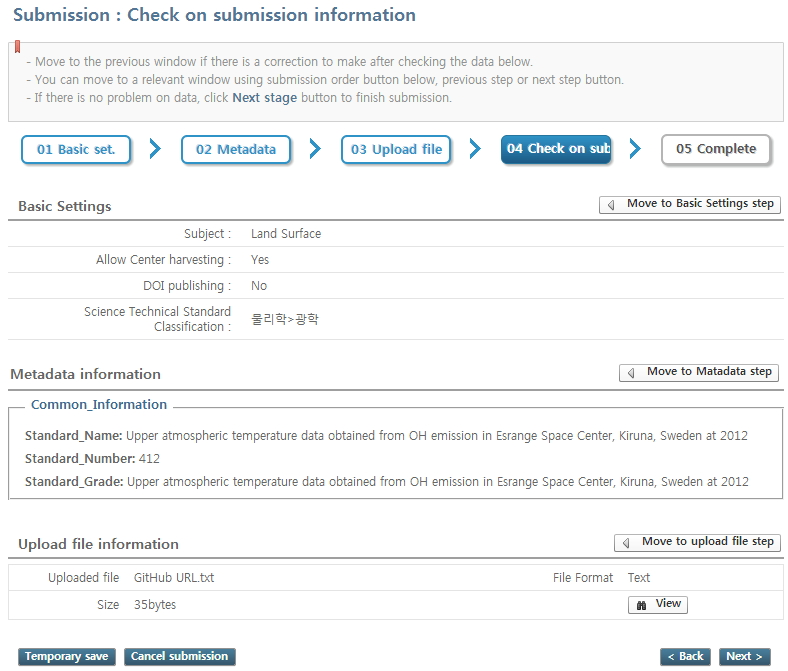 Submission : Check on submission information
- Move to the previous window if there is a correction to make after checking the data below.
- You can move to a relevant window using submission order button below, previous step or next step button.
- If there is no problem on data, click Next stage button to finish submission.
01 Basic set.
02 Metadata
03 Upload file
04 Check on sub
05 Complete
Basic Settings
Move to Basic Settings step
Subject : Land Surface
Allow Center harvesting : Yes
DOI publishing : No
Science Technical Standard
Classification :
물리학>광학
Metadata information
Move to Matadata step
Common_Information
Standard_Name: Upper atmospheric temperature data obtained from OH emission in Esrange Space Center, Kiruna, Sweden at 2012
Standard_Number: 412
Standard_Grade: Upper atmospheric temperature data obtained from OH emission in Esrange Space Center, Kiruna, Sweden at 2012
Upload file information
Move to upload file step
Uploaded file GitHub URL.txt File Format Text
Size 35bytes View
Temporary save
Cancel submission
< Back
Next >